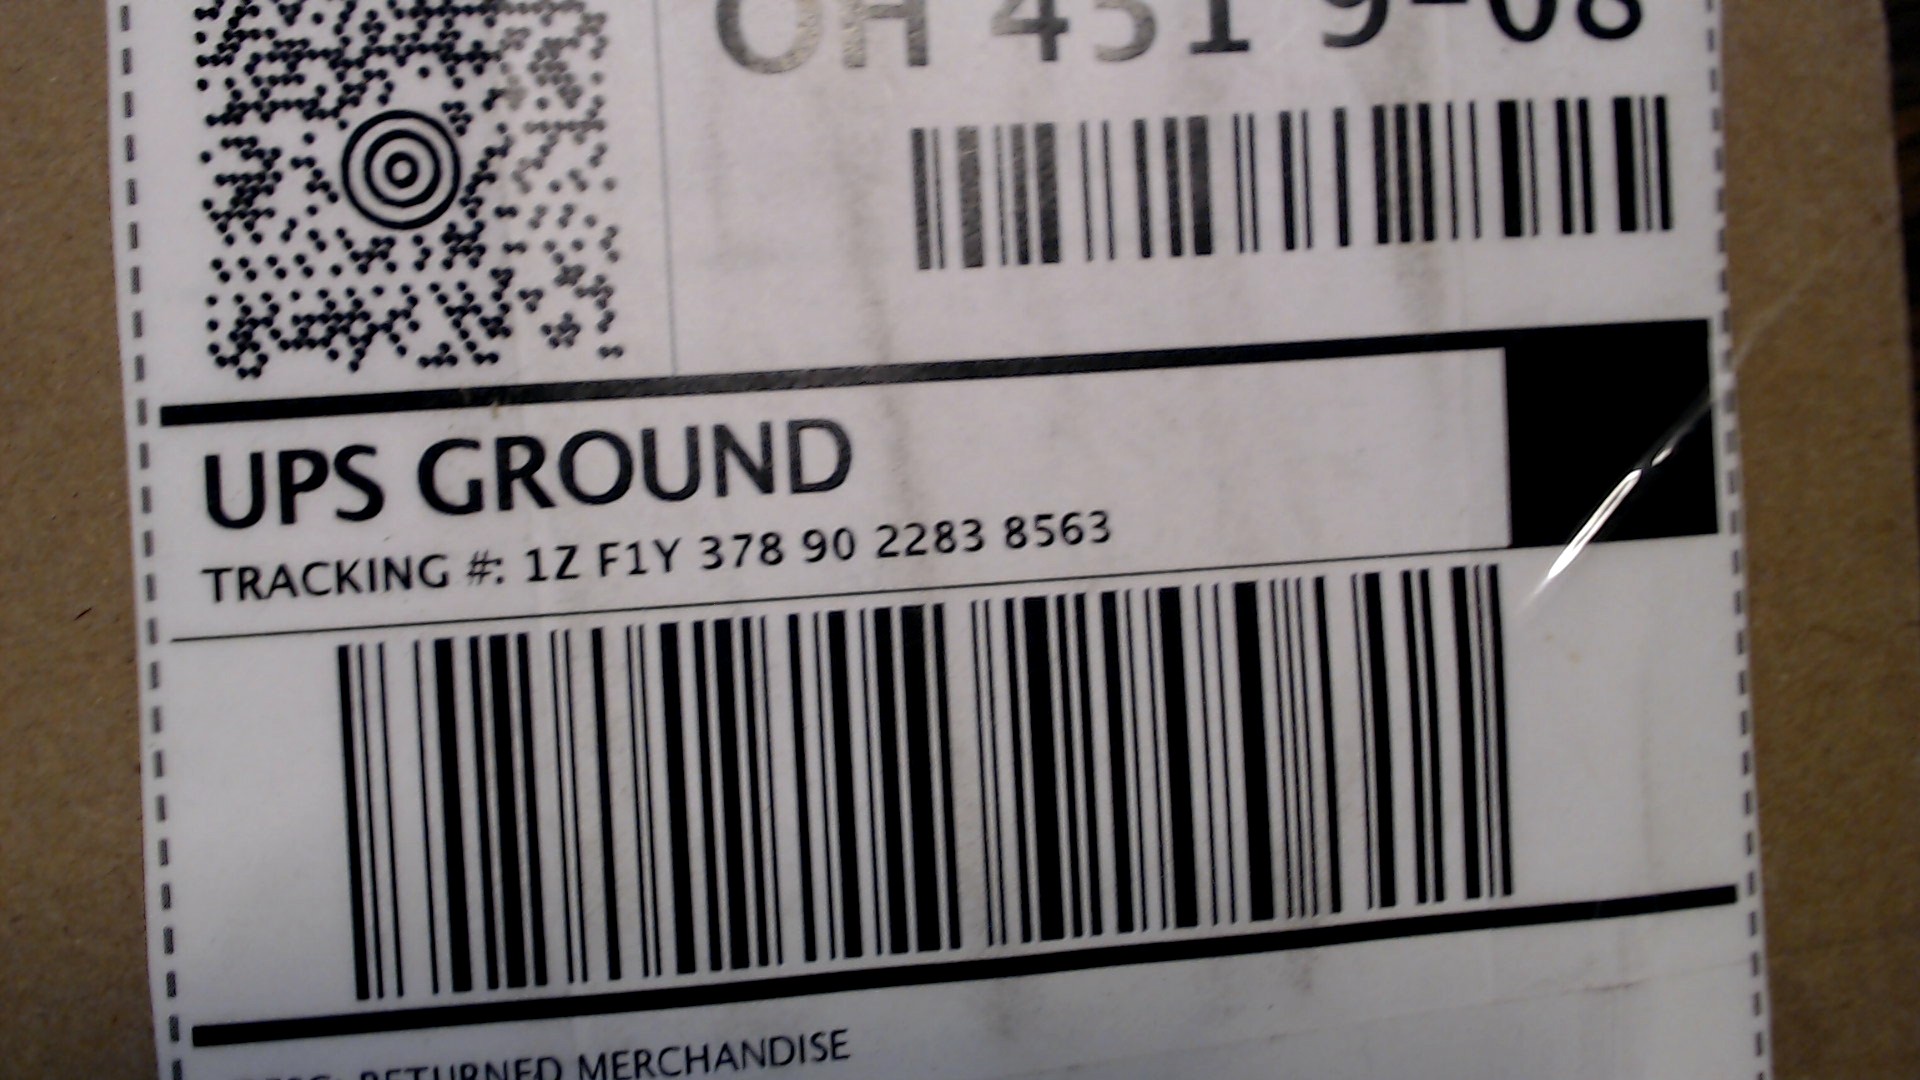 OH 431 9-08
UPS GROUND
TRACKING #: 1Z F1Y 378 90 2283 8563
RETURNED MERCHANDISE